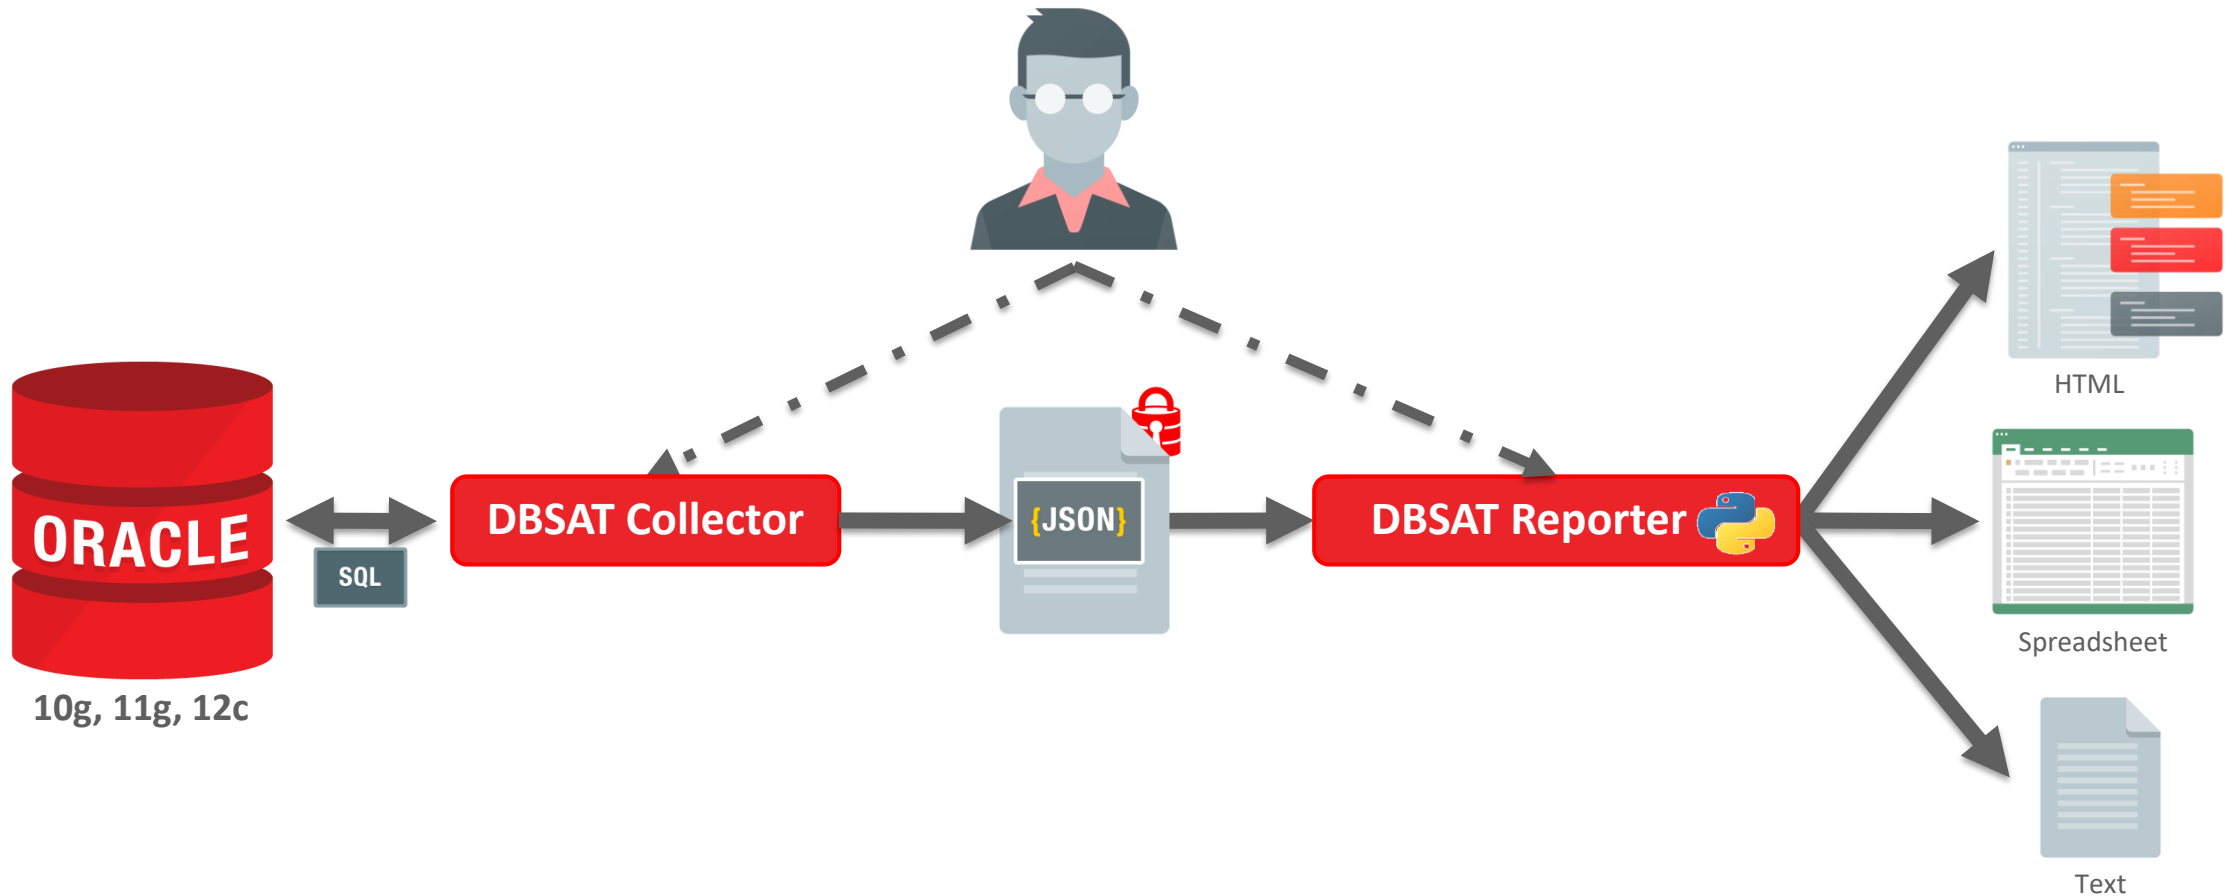 ORACLE
10g, 11g, 12c
SQL
DBSAT Collector
{JSON}
DBSAT Reporter
HTML
Spreadsheet
Text